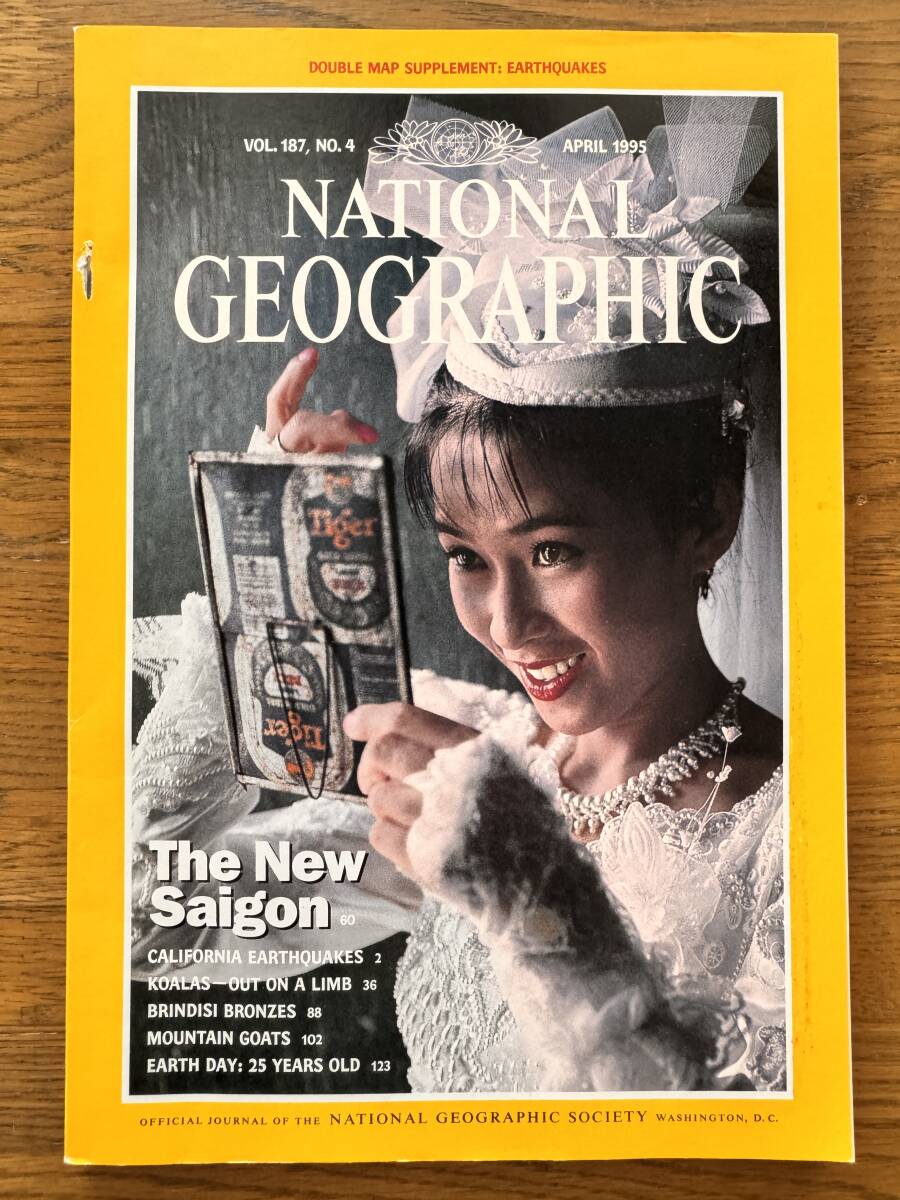 DOUBLE MAP SUPPLEMENT: EARTHQUAKES
VOL. 187, NO. 4 APRIL 1995
NATIONAL
GEOGRAPHIC
Tiger
Tiger
The New
Saigon 60
CALIFORNIA EARTHQUAKES 2
KOALAS—OUT ON A LIMB 36
BRINDISI BRONZES 88
MOUNTAIN GOATS 102
EARTH DAY: 25 YEARS OLD 123
OFFICIAL JOURNAL OF THE NATIONAL GEOGRAPHIC SOCIETY WASHINGTON, D.C.